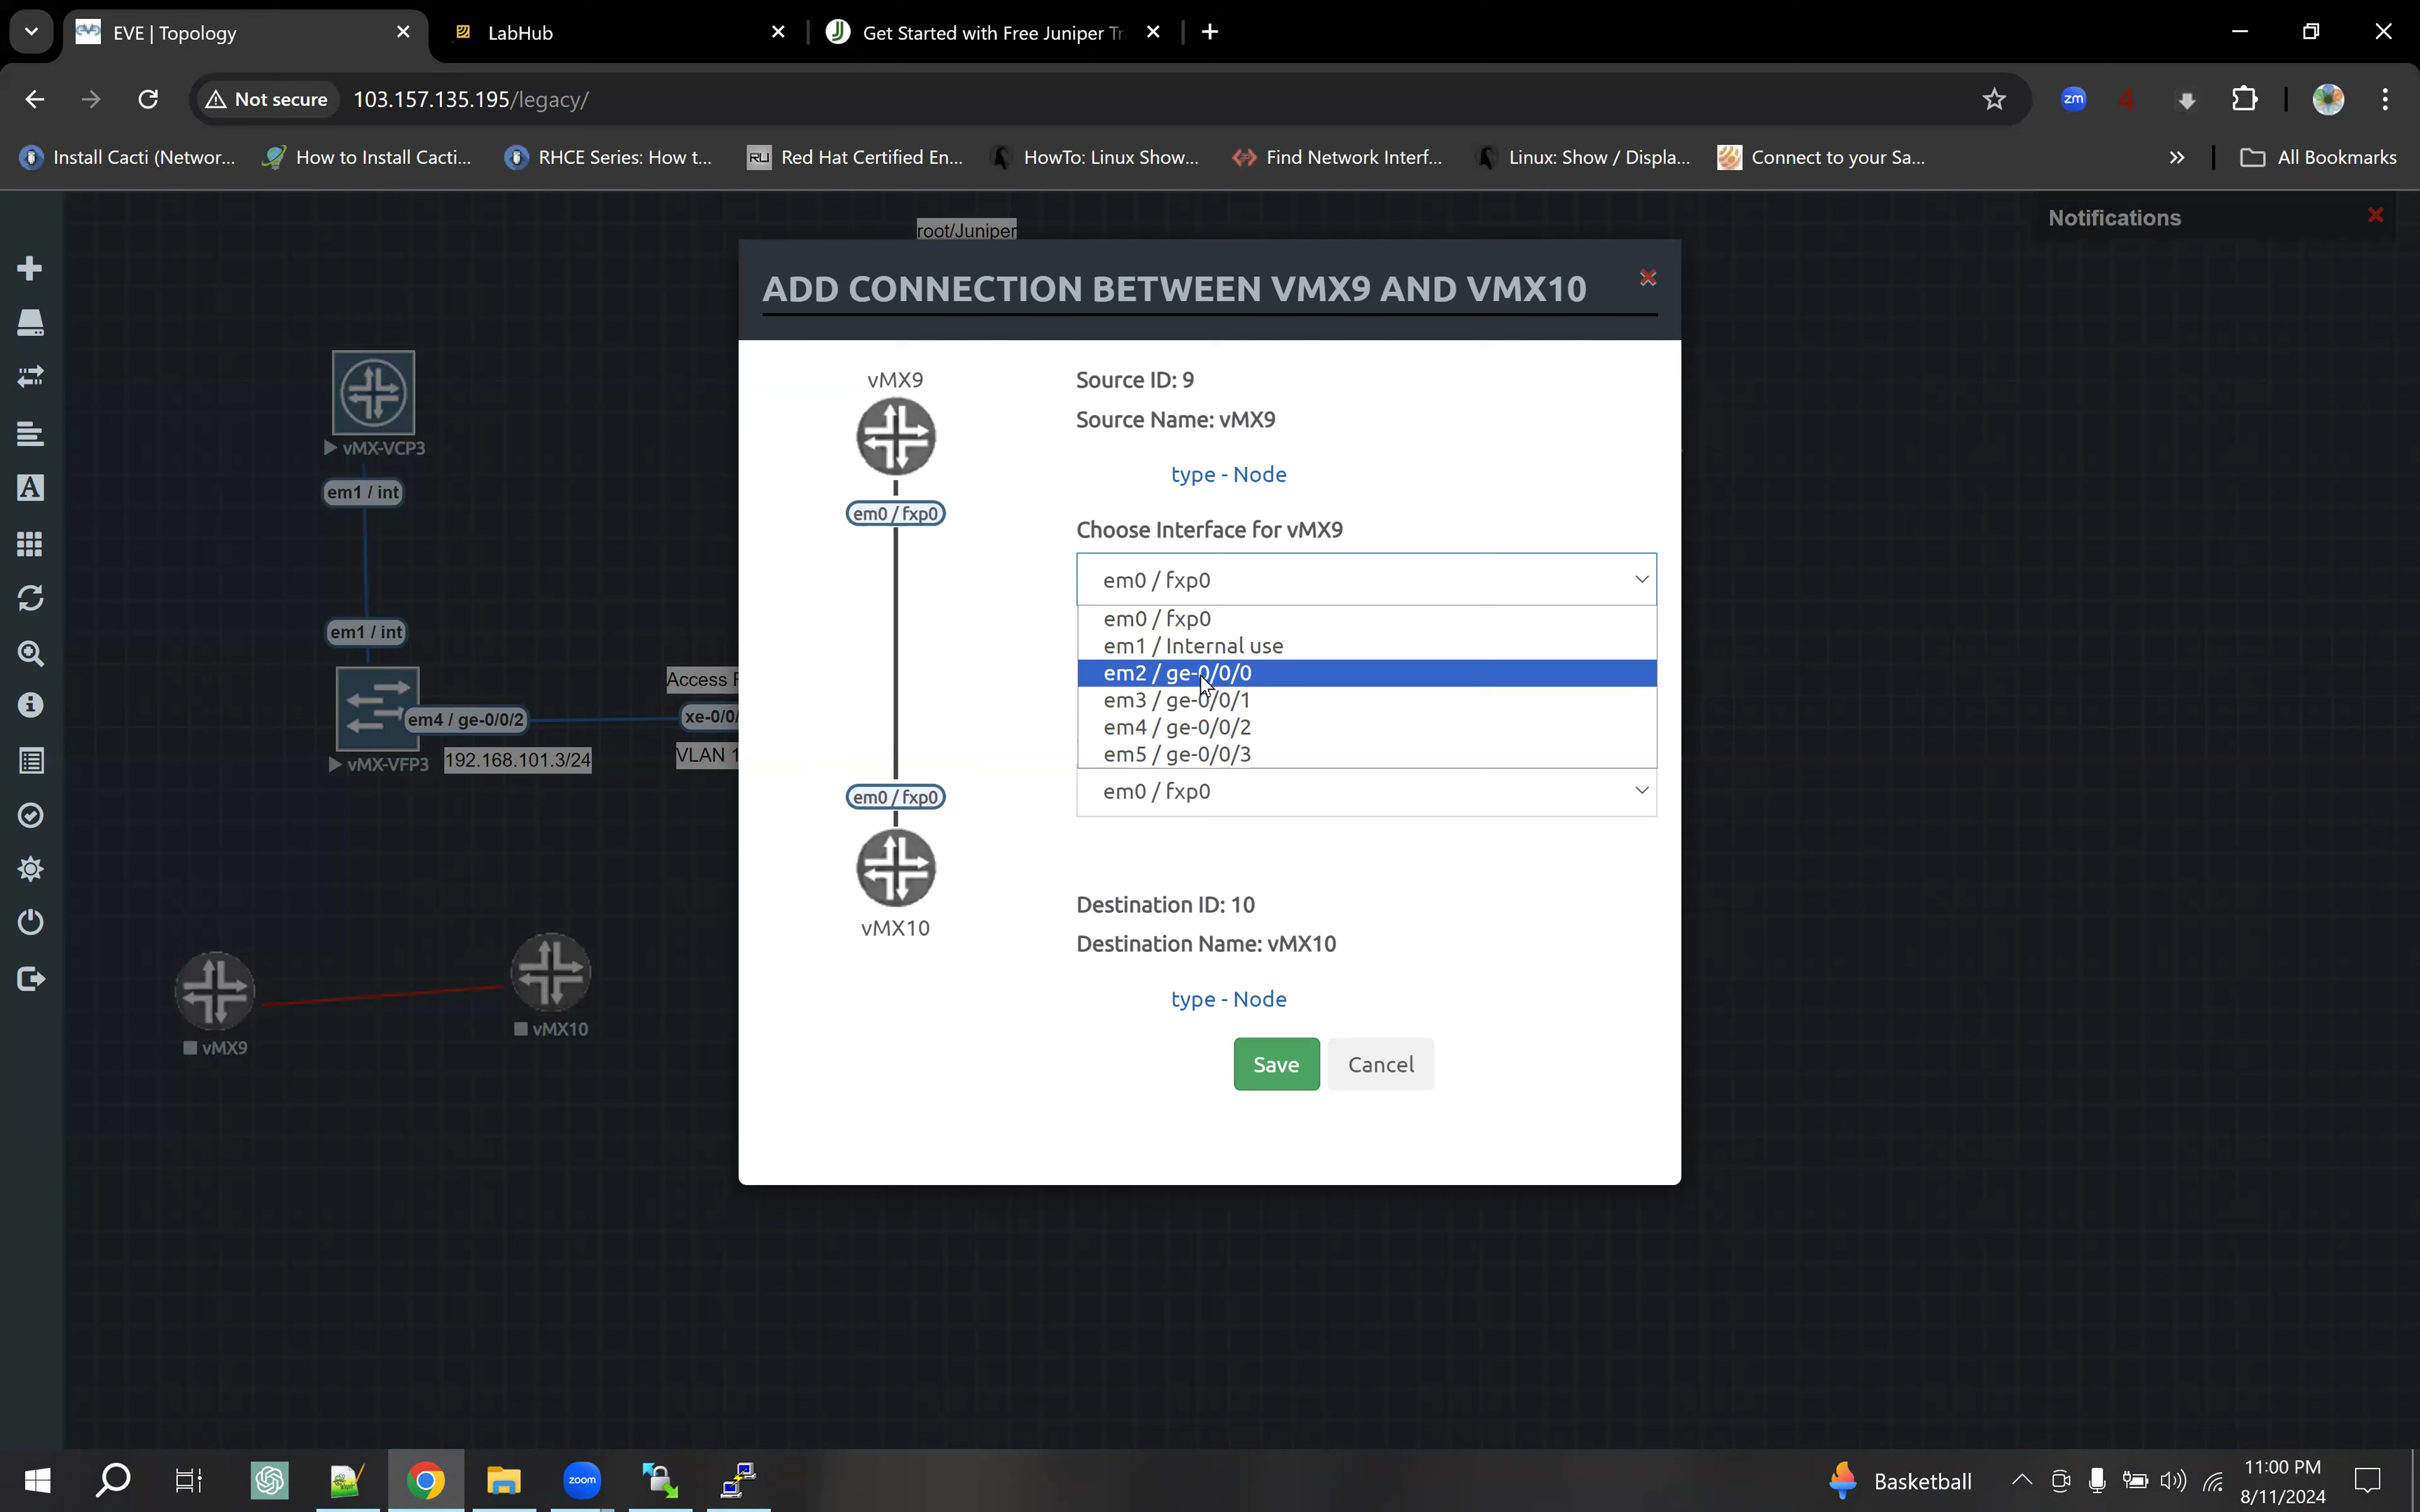 EVE | Topology
LabHub
Get Started with Free Juniper Tr
Not secure
103.157.135.195/legacy/
zm
4
Install Cacti (Networ...
How to Install Cacti...
RHCE Series: How t...
RU
Red Hat Certified En...
HowTo: Linux Show...
Find Network Interf...
Linux: Show / Displa...
Connect to your Sa...
All Bookmarks
Notifications
root/Juniper
ADD CONNECTION BETWEEN VMX9 AND VMX10
vMX9
em0 / fxp0
em0 / fxp0
vMX10
Source ID: 9
Source Name: vMX9
type - Node
Choose Interface for vMX9
em0 / fxp0
em0 / fxp0
em1 / Internal use
em2 / ge-0/0/0
em3 / ge-0/0/1
em4 / ge-0/0/2
em5 / ge-0/0/3
em0 / fxp0
Destination ID: 10
Destination Name: vMX10
type - Node
Save
Cancel
vMX-VCP3
em1 / int
em1 / int
em4 / ge-0/0/2
vMX-VFP3
192.168.101.3/24
Access
xe-0/0/
VLAN 1
vMX9
vMX10
zoom
Basketball
11:00 PM
8/11/2024